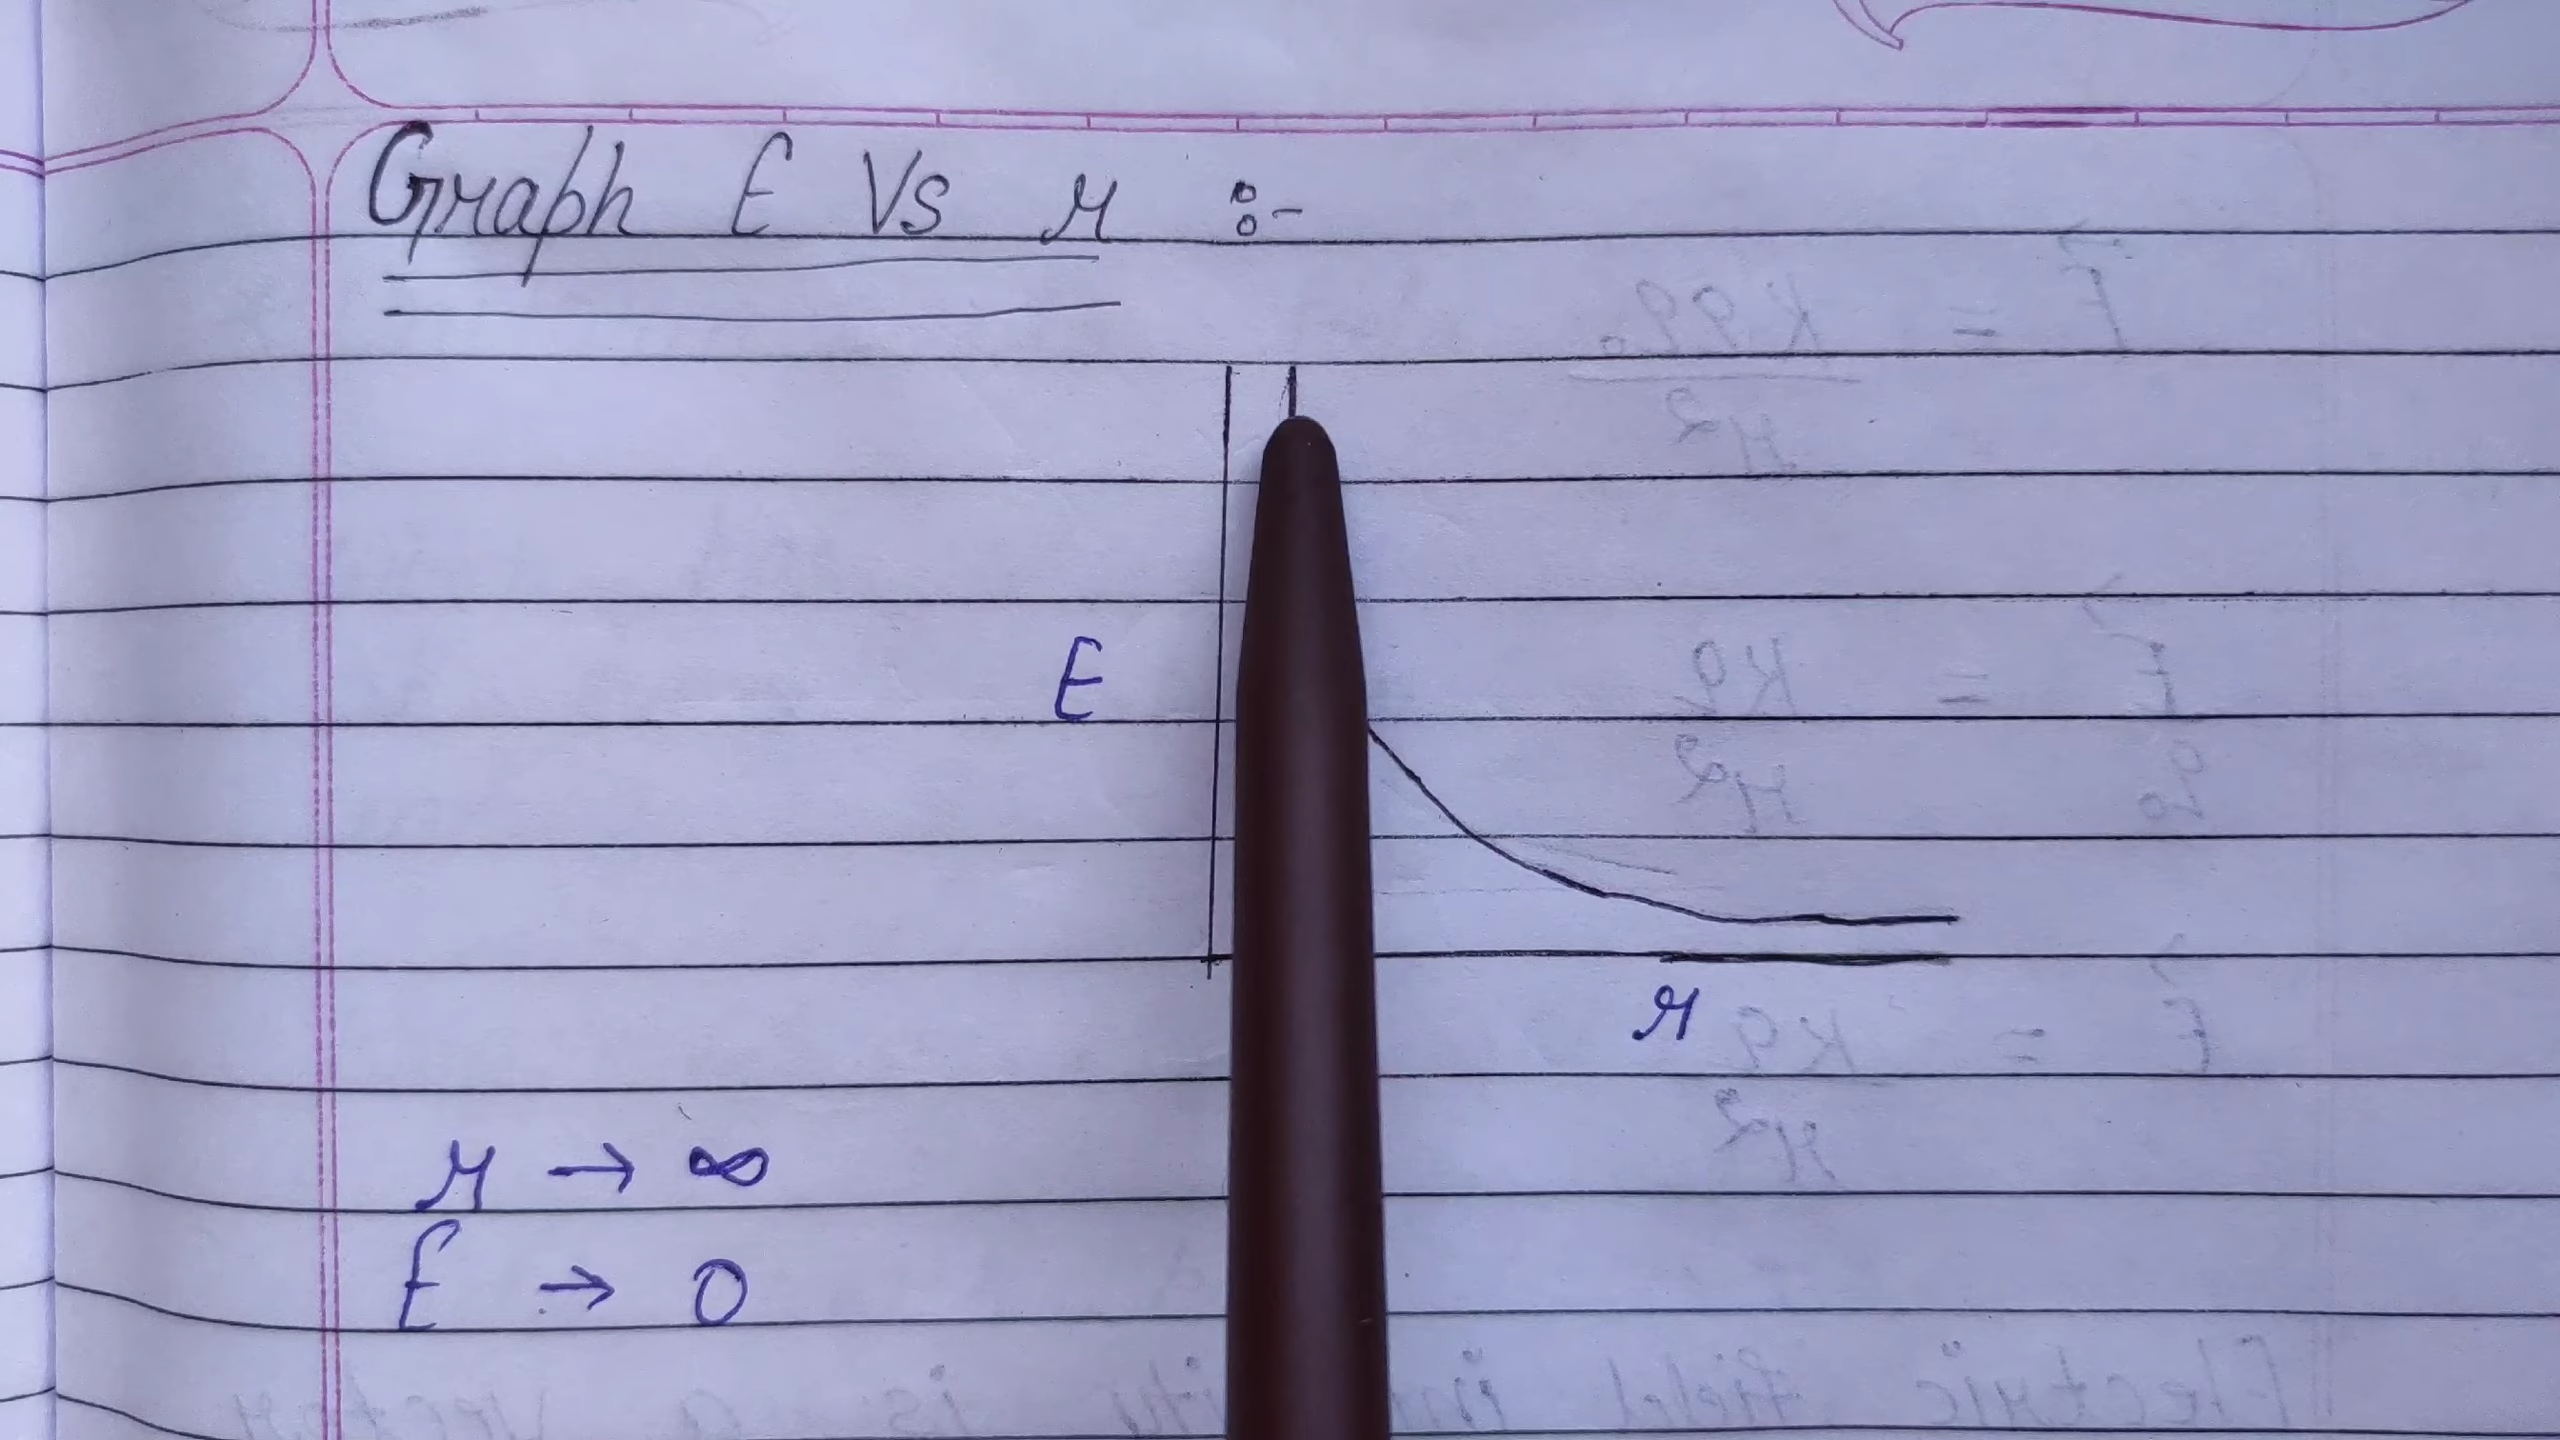 Graph E Vs r :-
E
r
r → ∞
E → 0